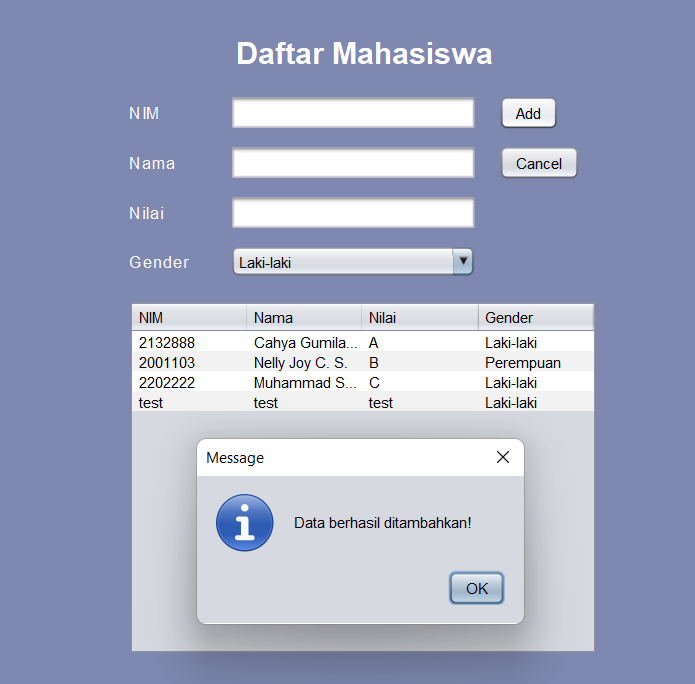 Daftar Mahasiswa
NIM Add
Nama Cancel
Nilai
Gender Laki-laki
NIM Nama Nilai Gender
2132888 Cahya Gumila... A Laki-laki
2001103 Nelly Joy C. S. B Perempuan
2202222 Muhammad S... C Laki-laki
test test test Laki-laki
Message
Data berhasil ditambahkan!
OK